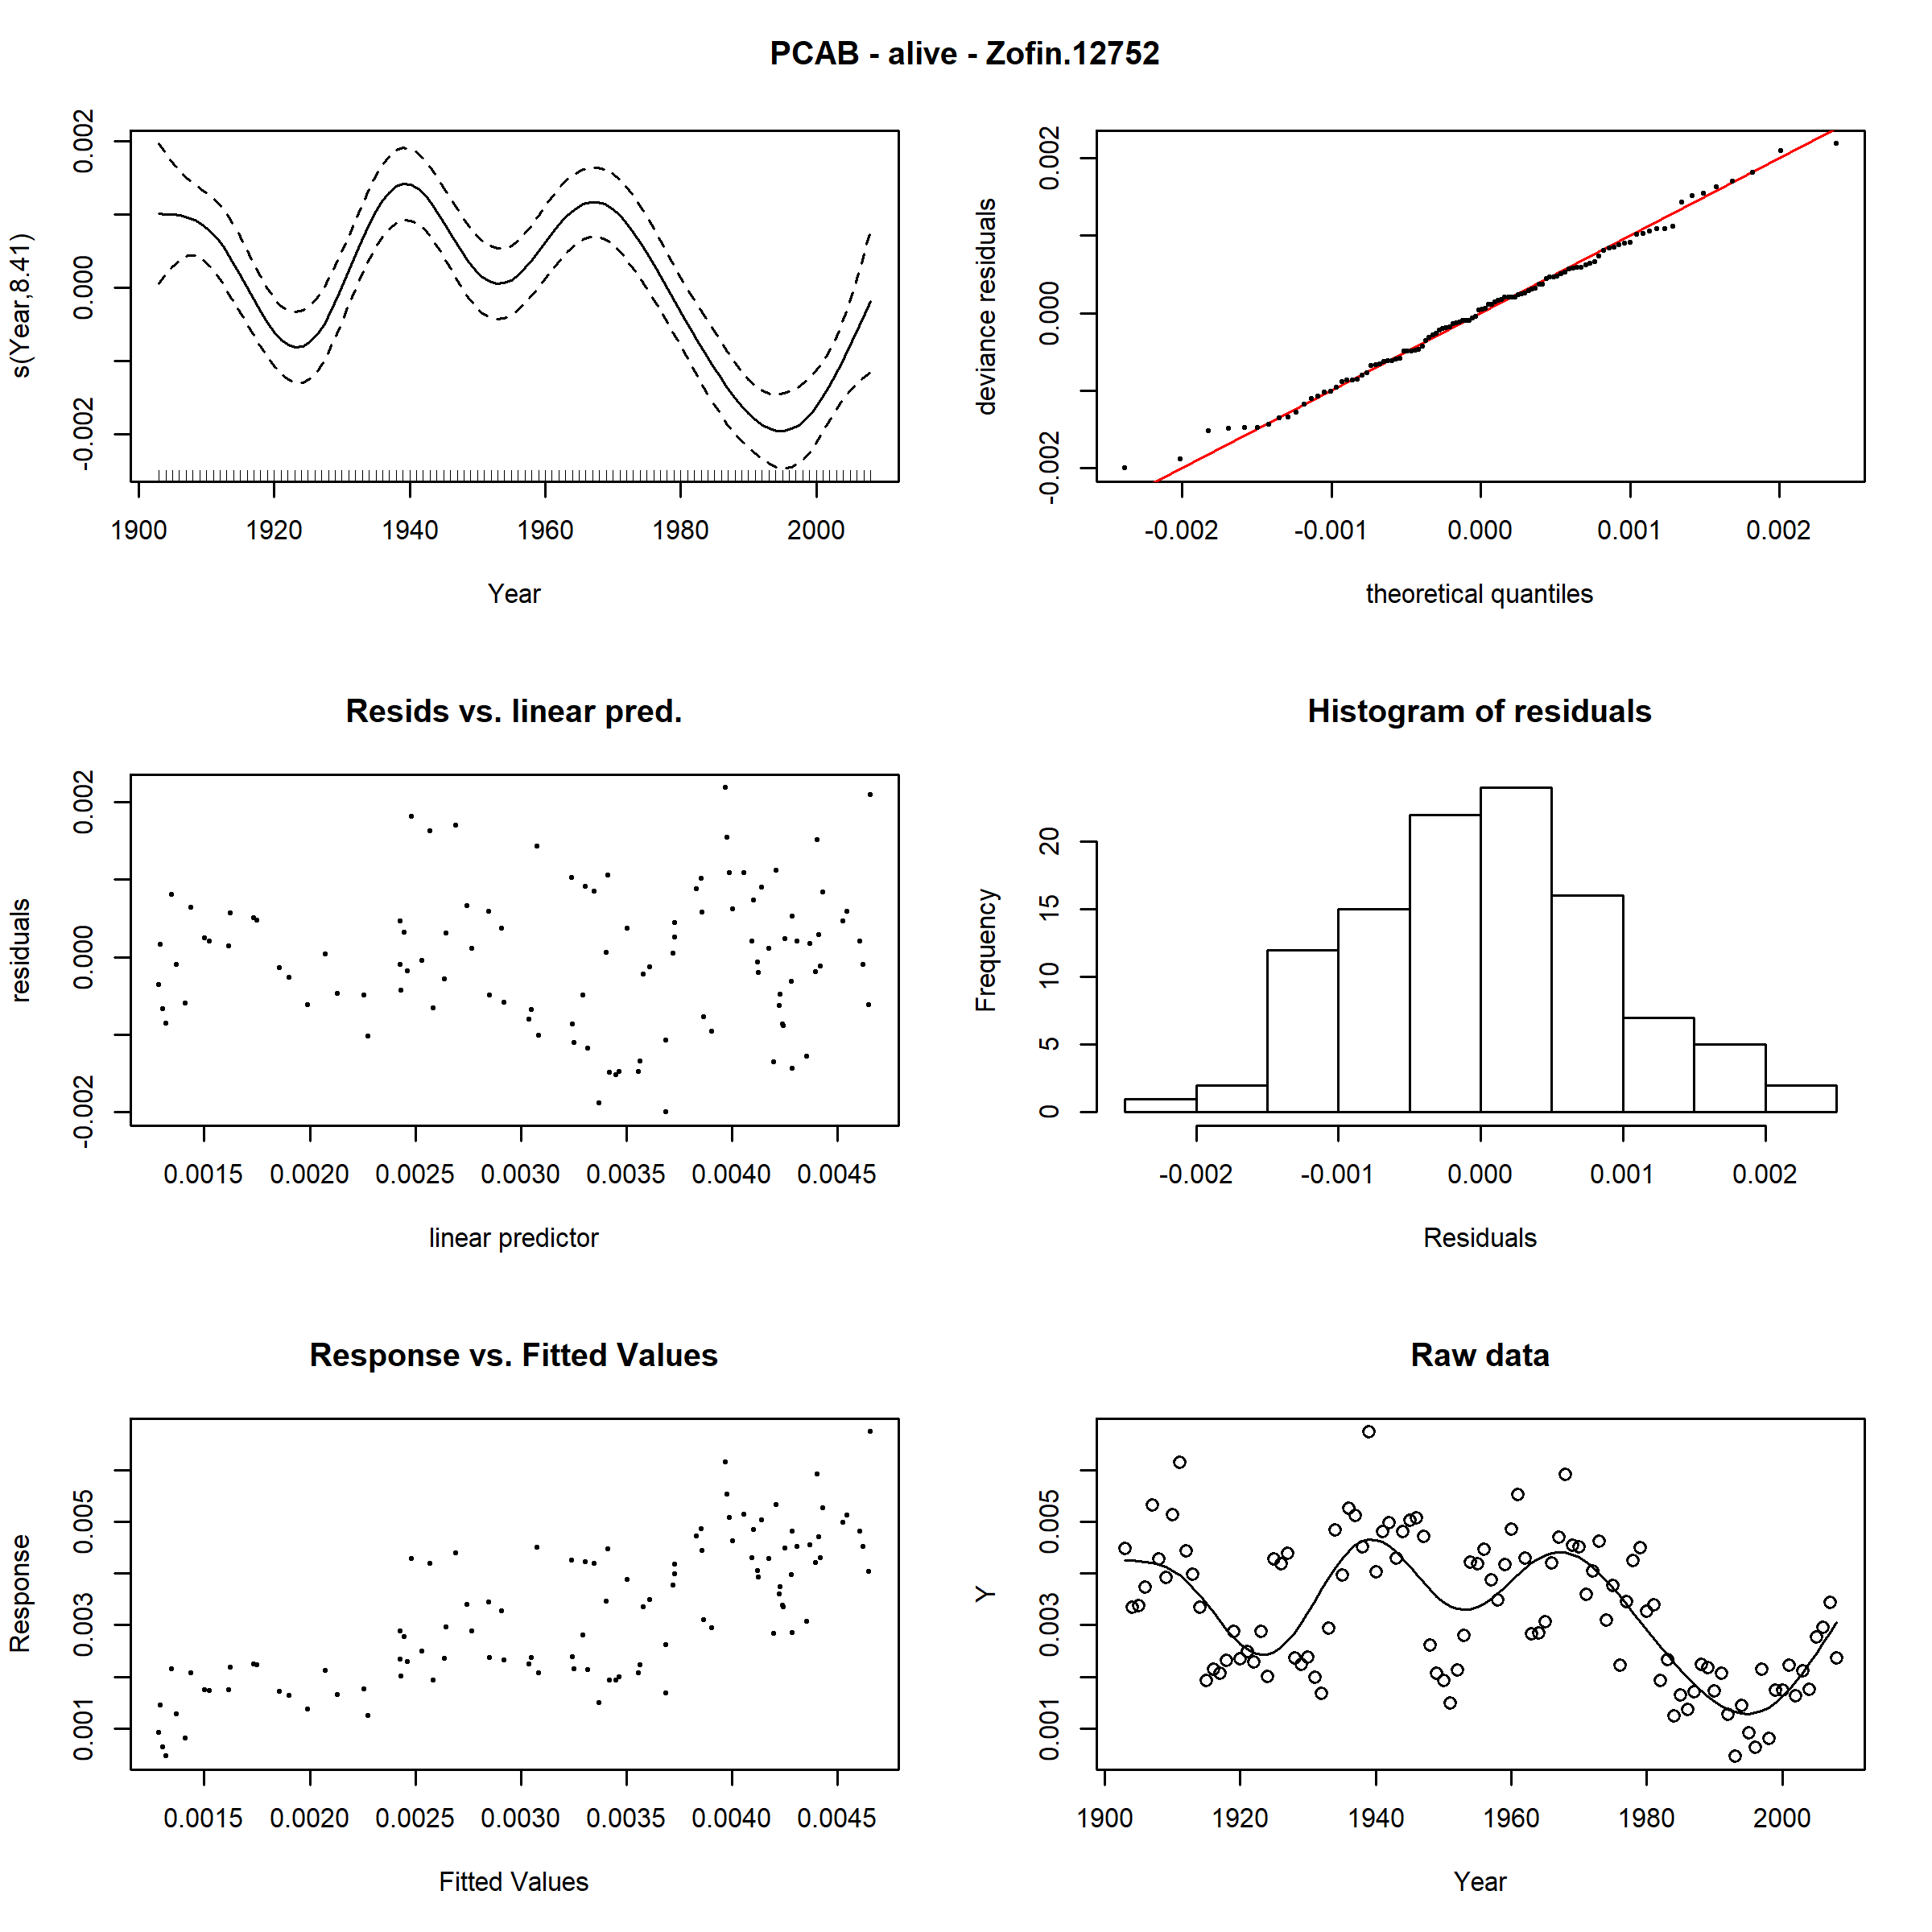 PCAB - alive - Zofin.12752
s(Year,8.41)
-0.002 0.000 0.002
1900 1920 1940 1960 1980 2000
Year
deviance residuals
-0.002 0.000 0.002
-0.002 -0.001 0.000 0.001 0.002
theoretical quantiles
Resids vs. linear pred.
residuals
-0.002 0.000 0.002
0.0015 0.0020 0.0025 0.0030 0.0035 0.0040 0.0045
linear predictor
Histogram of residuals
Frequency
0 5 10 15 20
-0.002 -0.001 0.000 0.001 0.002
Residuals
Response vs. Fitted Values
Response
0.001 0.003 0.005
0.0015 0.0020 0.0025 0.0030 0.0035 0.0040 0.0045
Fitted Values
Raw data
Y
0.001 0.003 0.005
1900 1920 1940 1960 1980 2000
Year